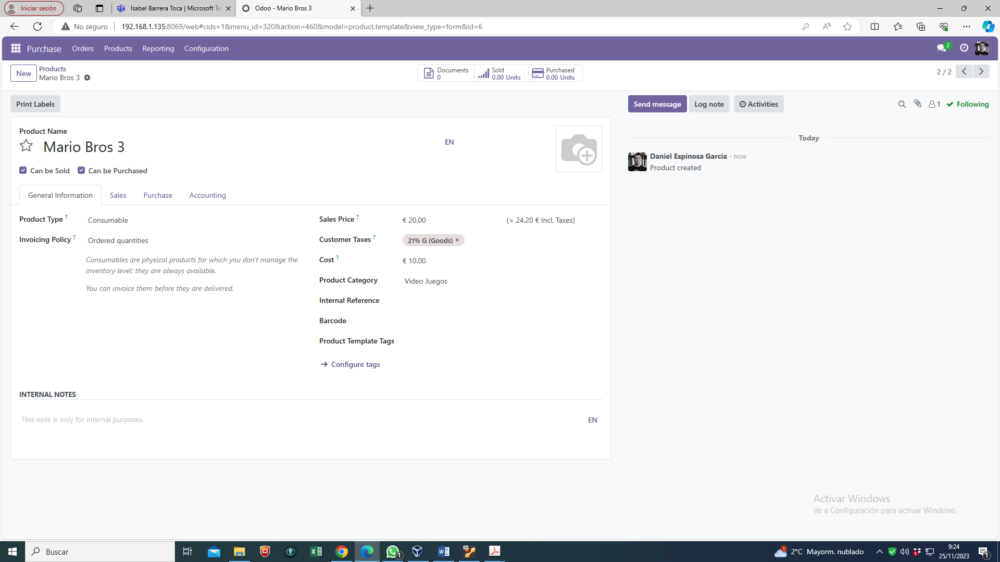 Iniciar sesión
Isabel Barrera Toca | Microsoft Te
Odoo - Mario Bros 3
No seguro
192.168.1.135:8069/web#cids=1&menu_id=320&action=460&model=product.template&view_type=form&id=6
Purchase Orders Products Reporting Configuration
2
New
Products
Mario Bros 3
Documents
0
Sold
0.00 Units
Purchased
0.00 Units
2 / 2
Print Labels
Send message
Log note
Activities
1
Following
Product Name
Mario Bros 3
EN
Can be Sold
Can be Purchased
General Information
Sales
Purchase
Accounting
Product Type ?
Consumable
Invoicing Policy ?
Ordered quantities
Consumables are physical products for which you don't manage the
inventory level: they are always available.
You can invoice them before they are delivered.
Sales Price ?
€ 20.00
(= 24.20 € Incl. Taxes)
Customer Taxes ?
21% G (Goods) ×
Cost ?
€ 10.00
Product Category
Video Juegos
Internal Reference
Barcode
Product Template Tags
Configure tags
INTERNAL NOTES
This note is only for internal purposes.
EN
Today
Daniel Espinosa Garcia - now
Product created
Activar Windows
Ve a Configuración para activar Windows.
Buscar
1
64
1
2°C Mayorm. nublado
9:24
25/11/2023
1